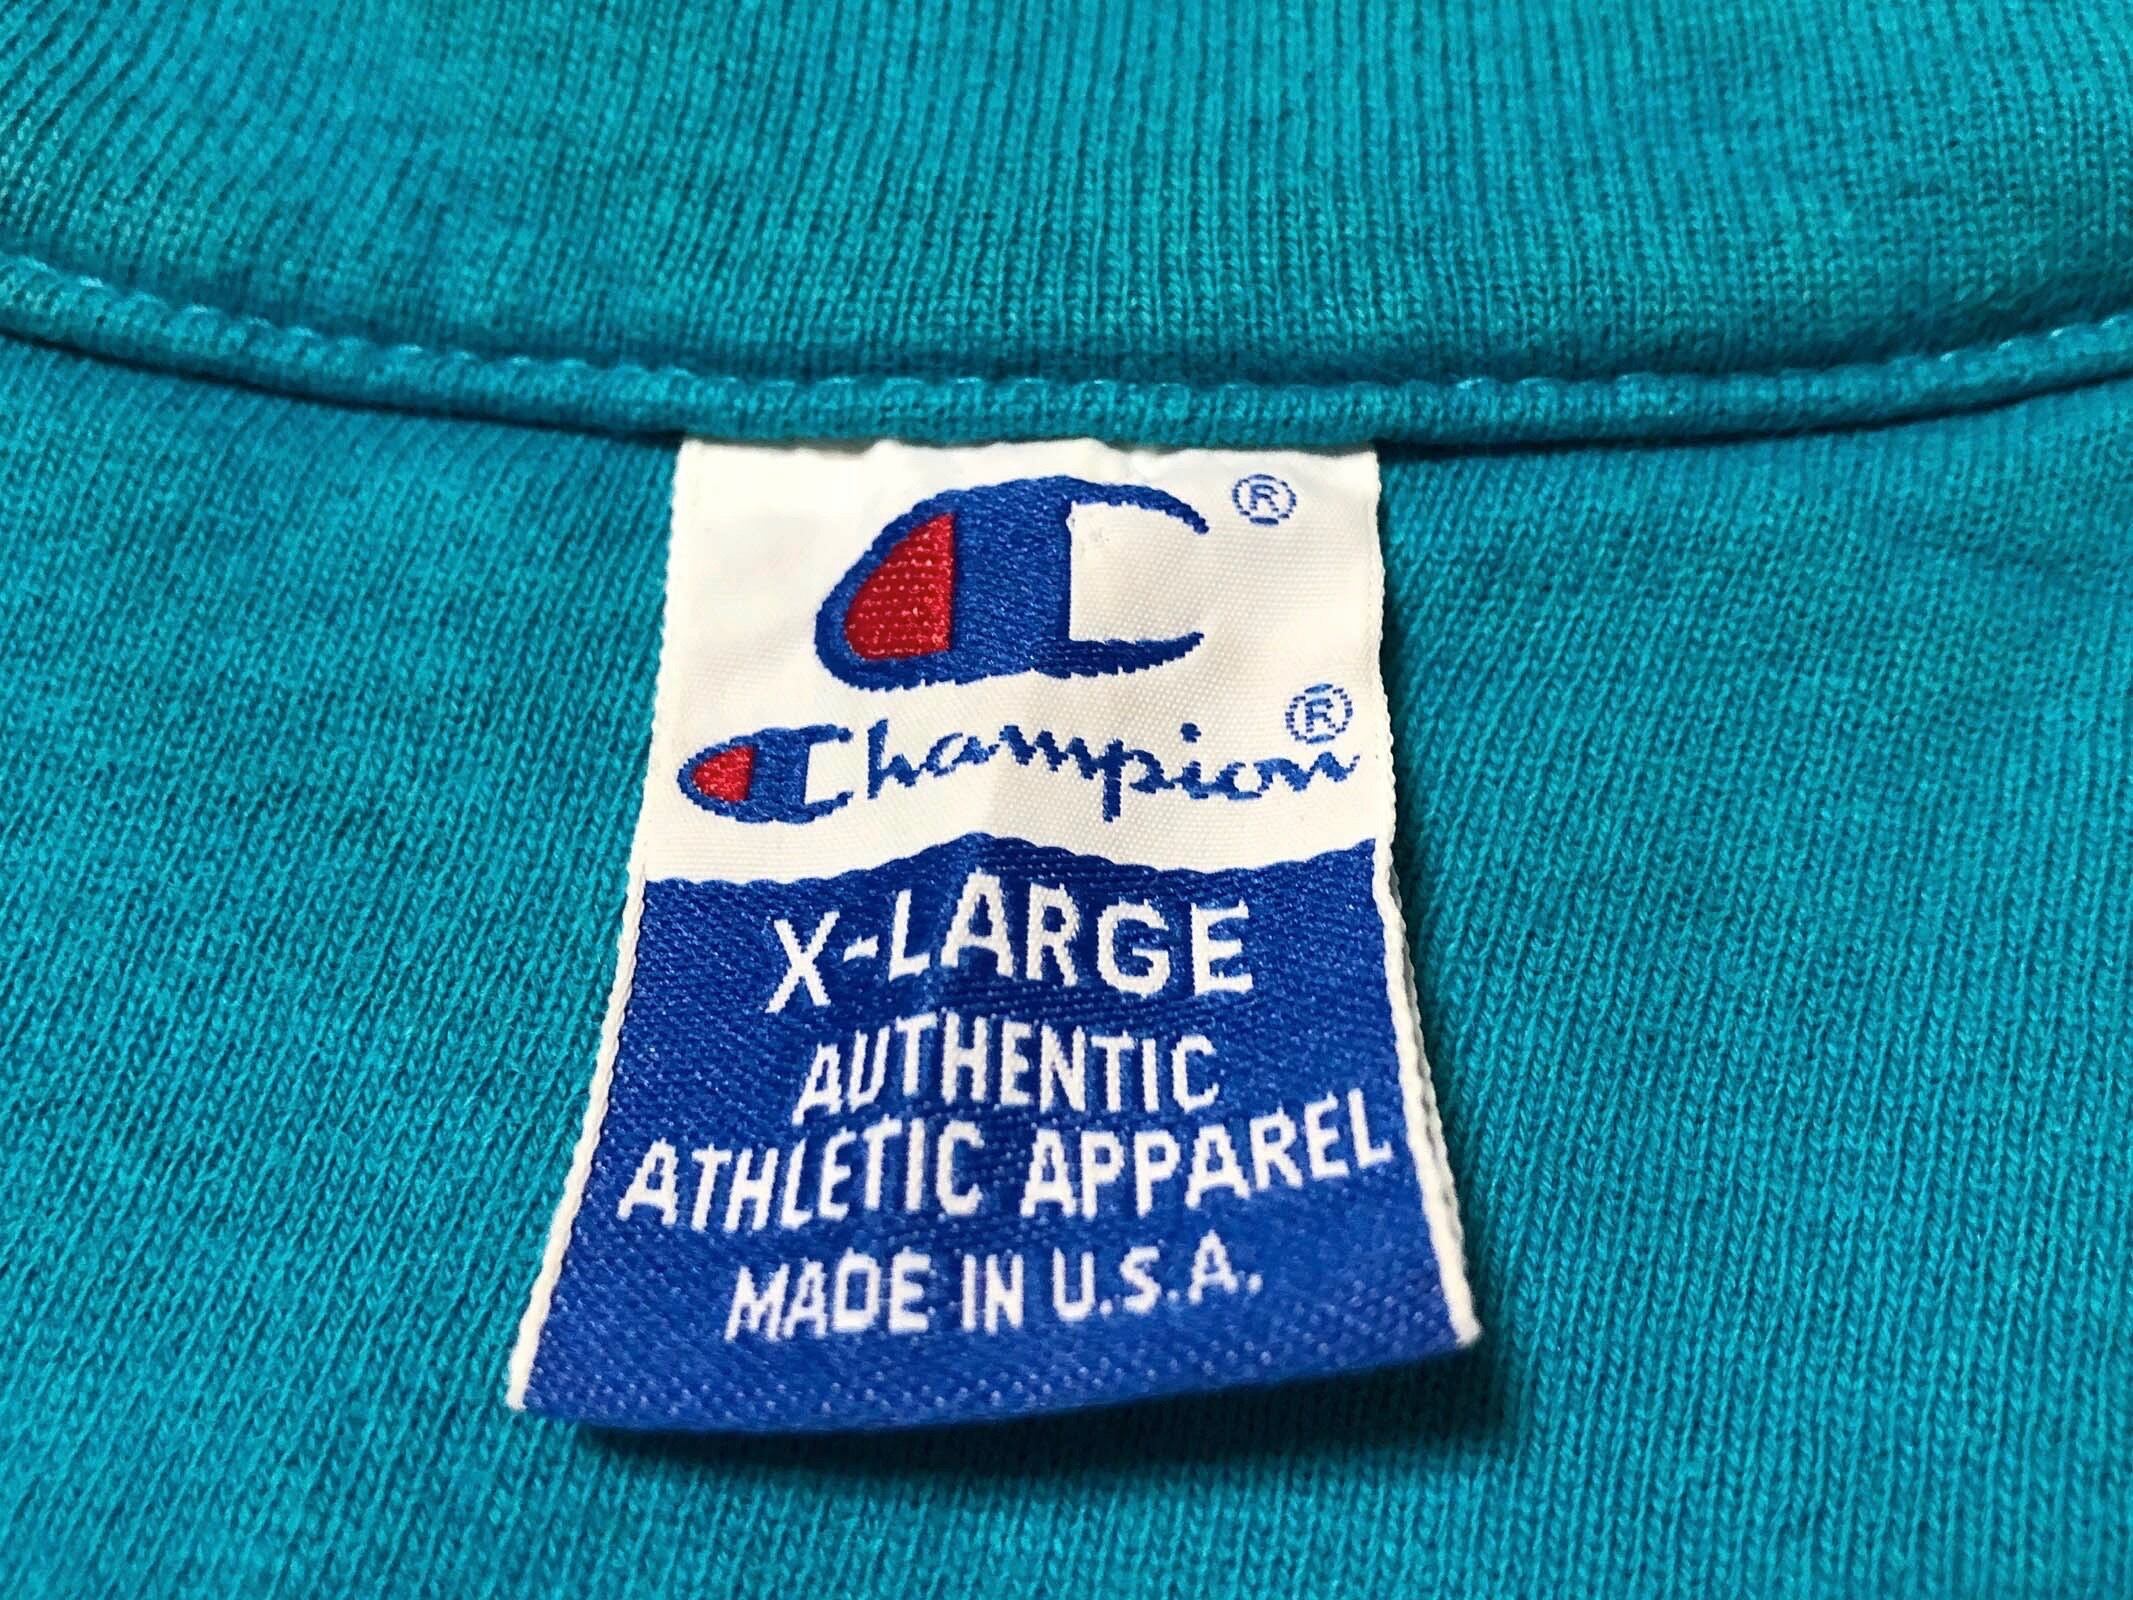 C®
Champion®
X-LARGE
AUTHENTIC
ATHLETIC APPAREL
MADE IN U.S.A.